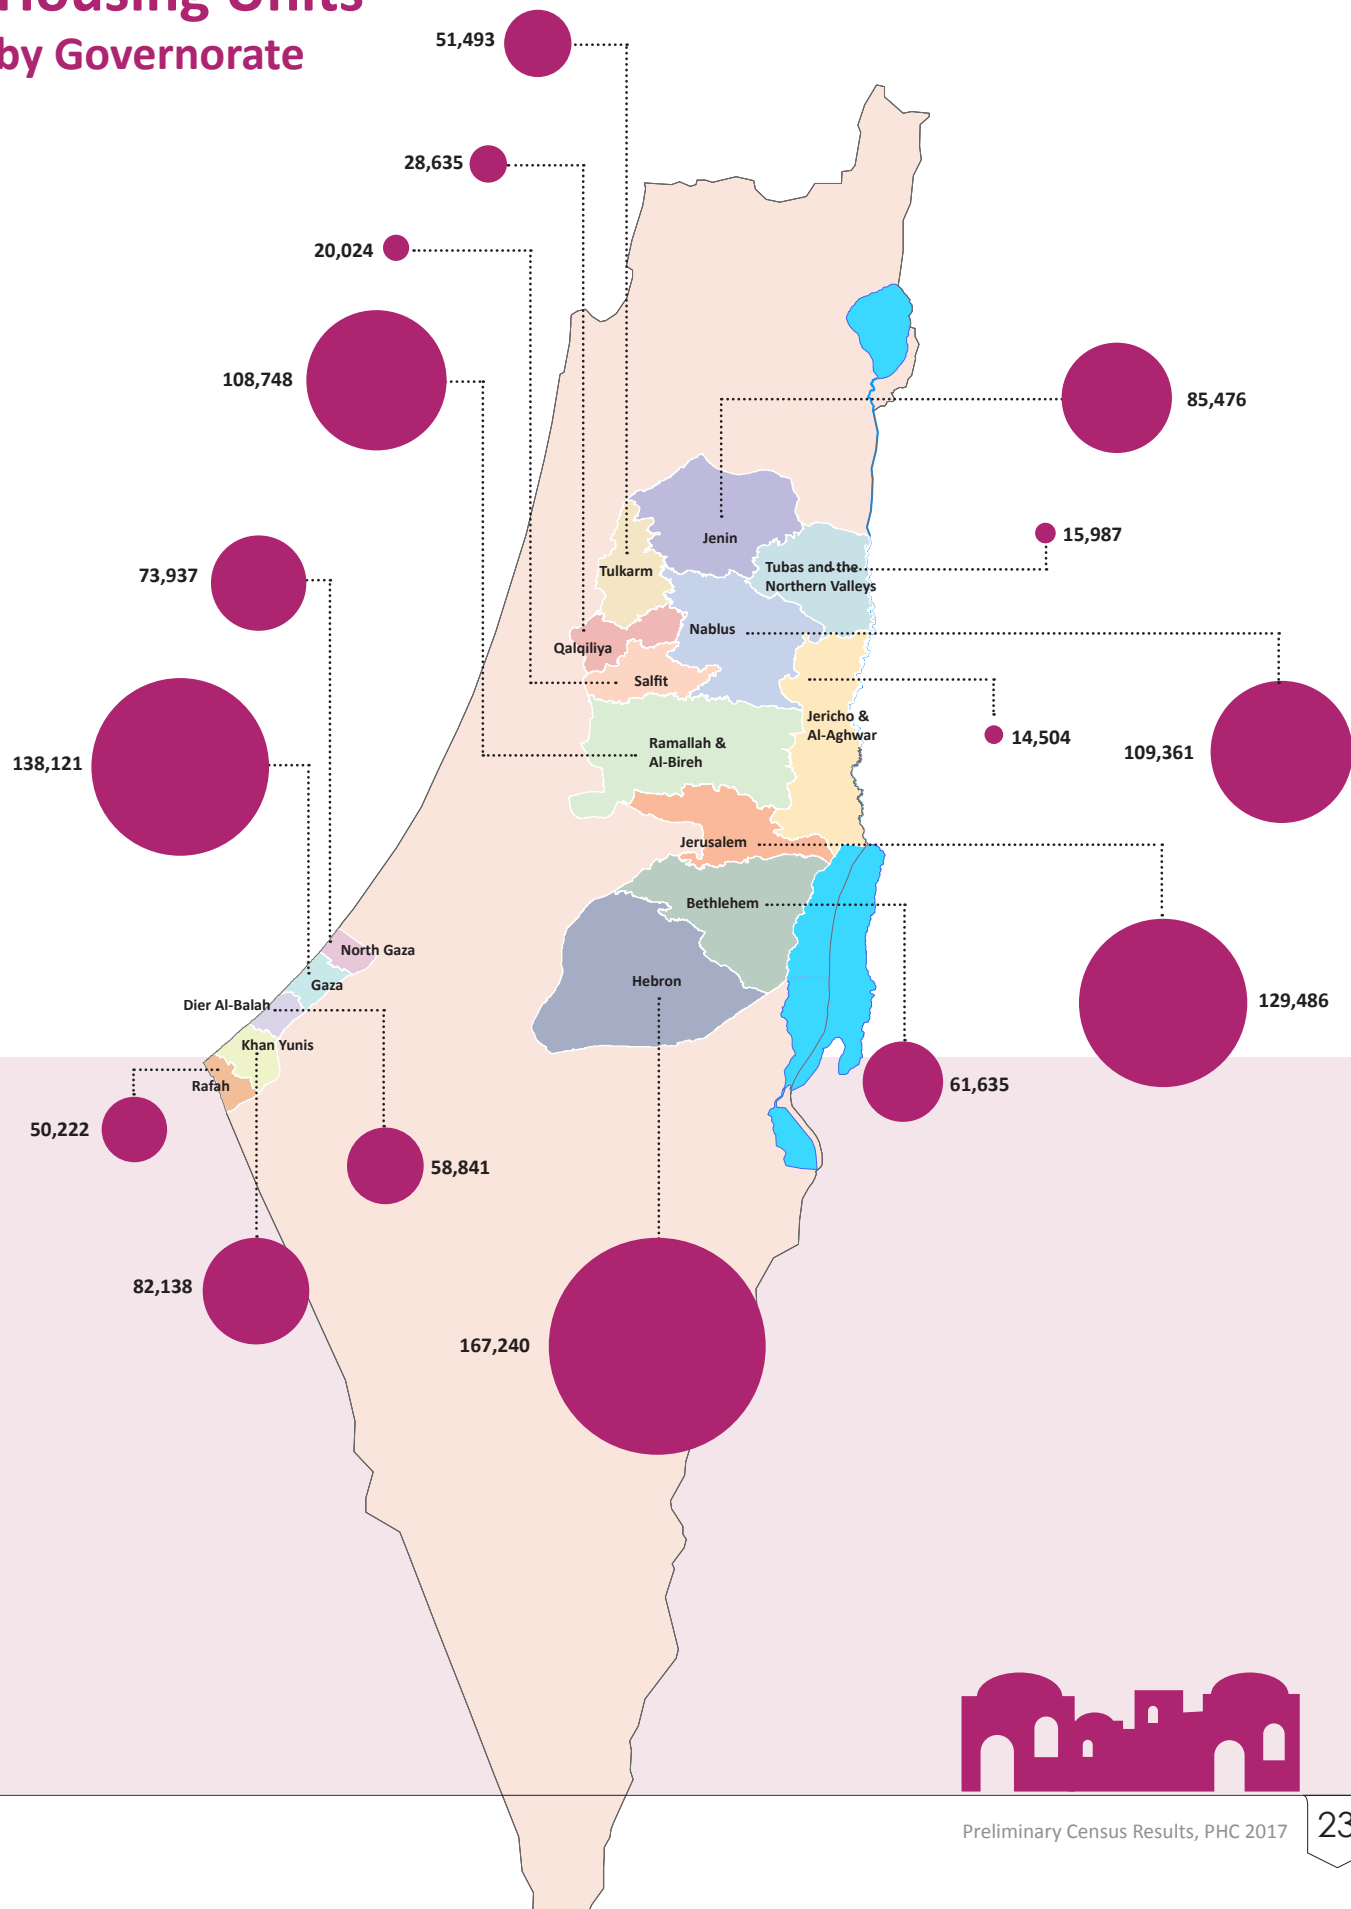 Housing Units
by Governorate
51,493
28,635
20,024
108,748
85,476
73,937
15,987
138,121
14,504
109,361
129,486
61,635
50,222
58,841
82,138
167,240
Jenin
Tulkarm
Tubas and the
Northern Valleys
Nablus
Qalqiliya
Salfit
Jericho &
Al-Aghwar
Ramallah &
Al-Bireh
Jerusalem
Bethlehem
Hebron
North Gaza
Gaza
Dier Al-Balah
Khan Yunis
Rafah
Preliminary Census Results, PHC 2017
23